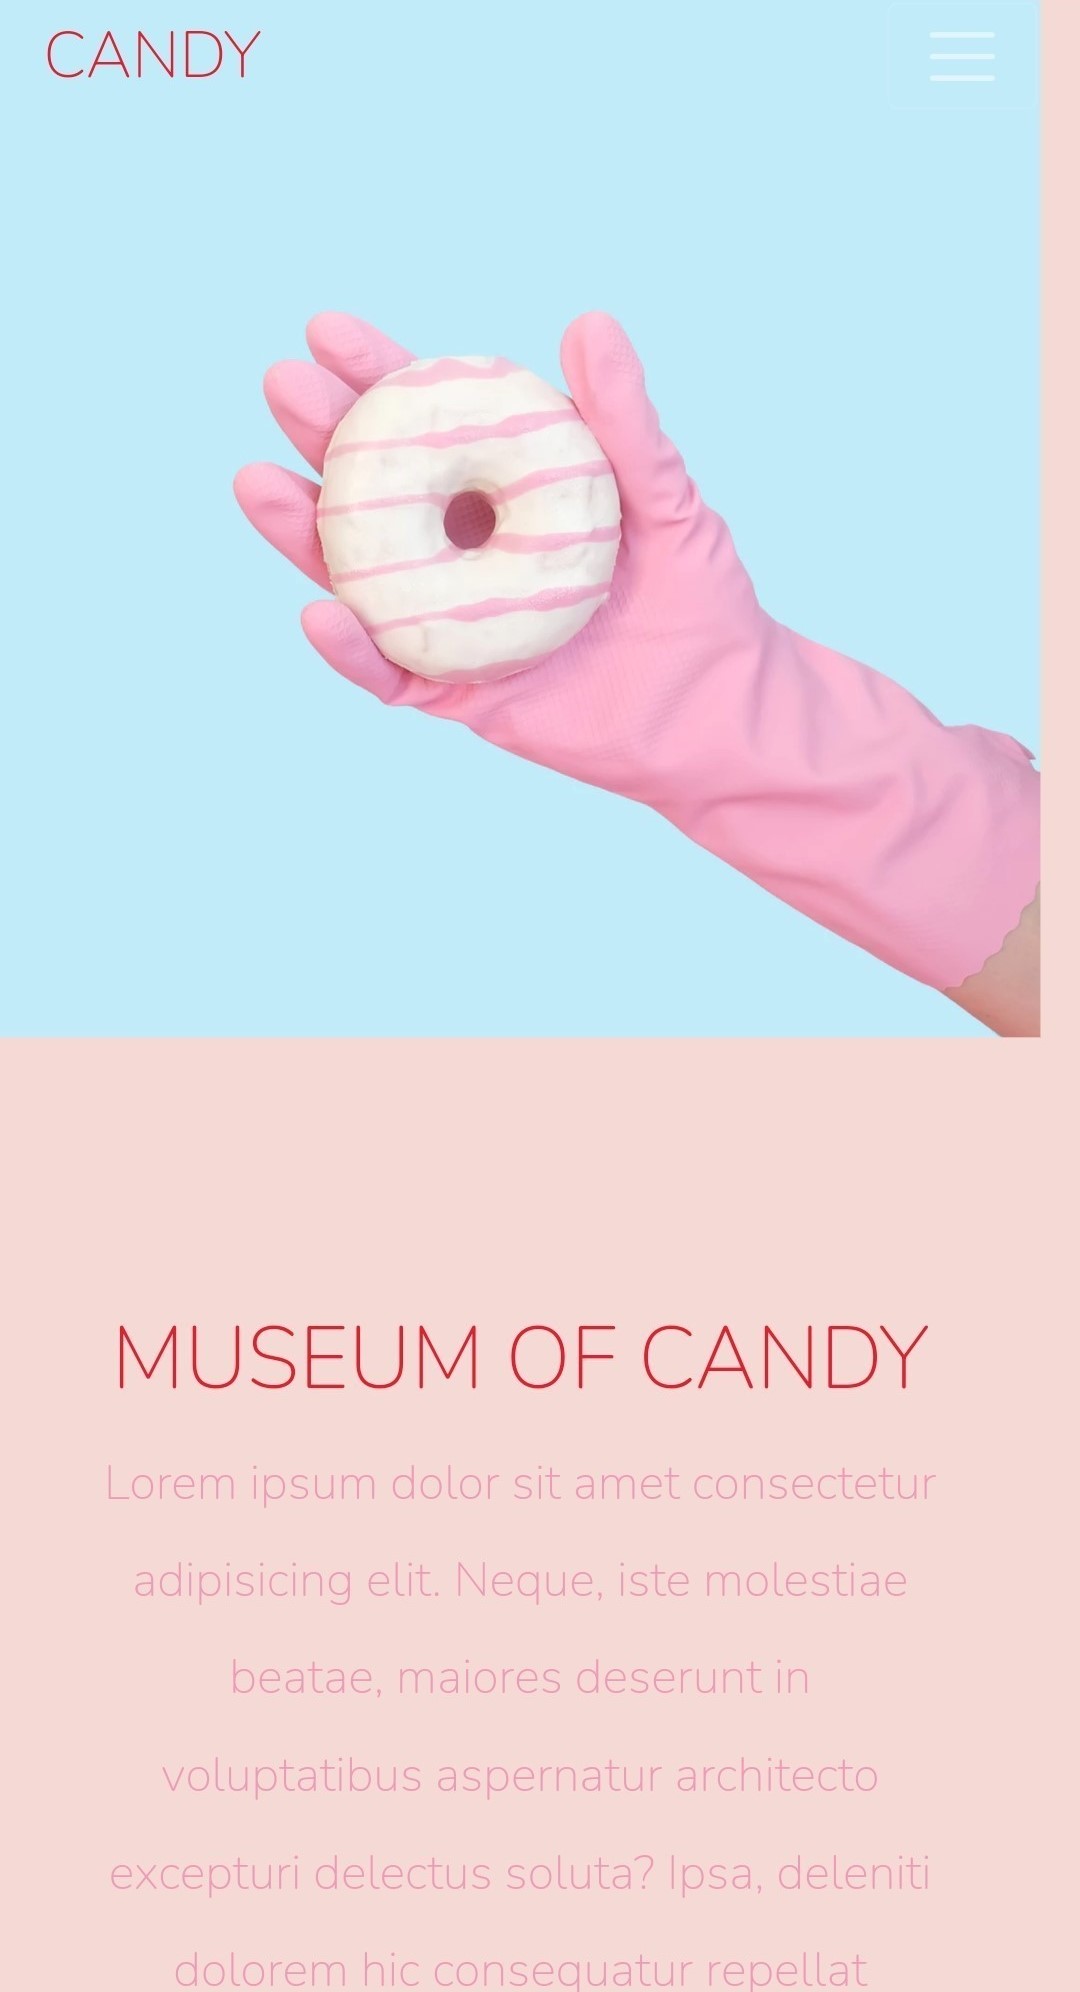 CANDY
MUSEUM OF CANDY
Lorem ipsum dolor sit amet consectetur
adipisicing elit. Neque, iste molestiae
beatae, maiores deserunt in
voluptatibus aspernatur architecto
excepturi delectus soluta? Ipsa, deleniti
dolorem hic consequatur repellat